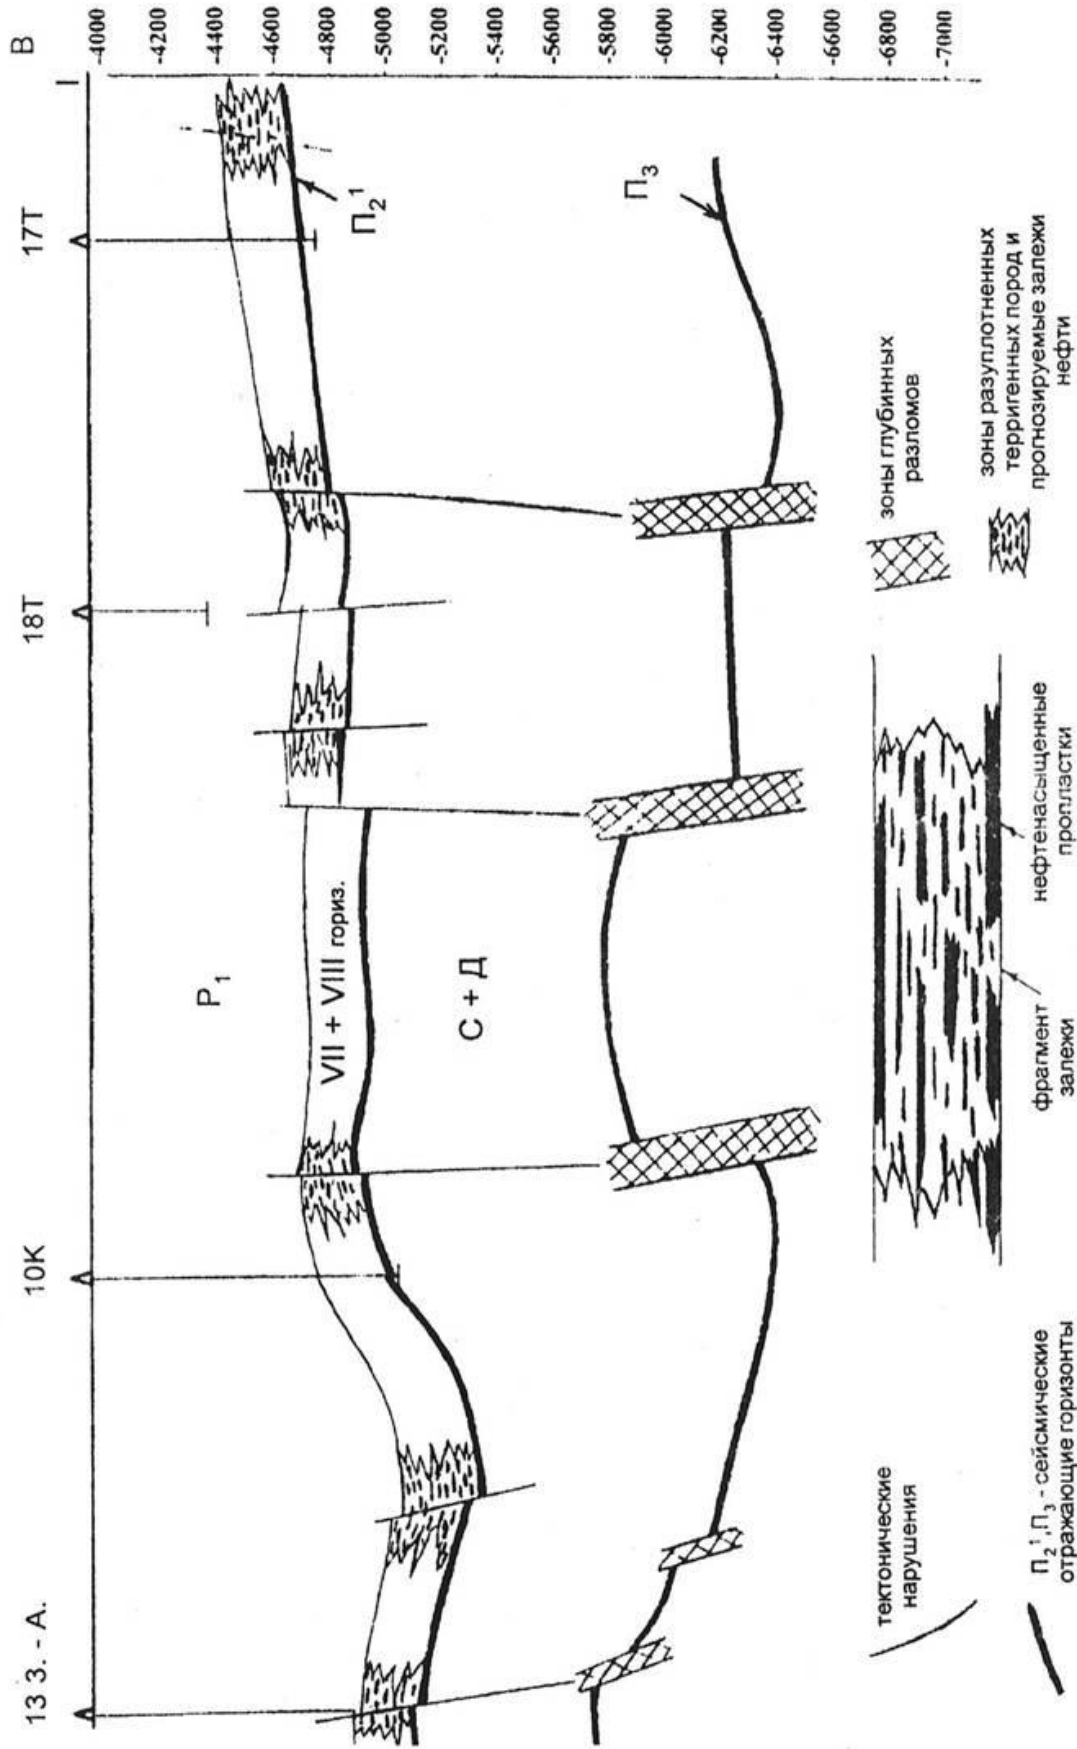 13 З. - А.
10К
18Т
17Т
В
I
-4000
-4200
-4400
-4600
-4800
-5000
-5200
-5400
-5600
-5800
-6000
-6200
-6400
-6600
-6800
-7000
P₁
VII + VIII гориз.
С + Д
П₂¹
П₃
тектонические
нарушения
П₂¹,П₃ - сейсмические
отражающие горизонты
фрагмент
залежи
нефтенасыщенные
пропластки
зоны глубинных
разломов
зоны разуплотненных
терригенных пород и
прогнозируемые залежи
нефти